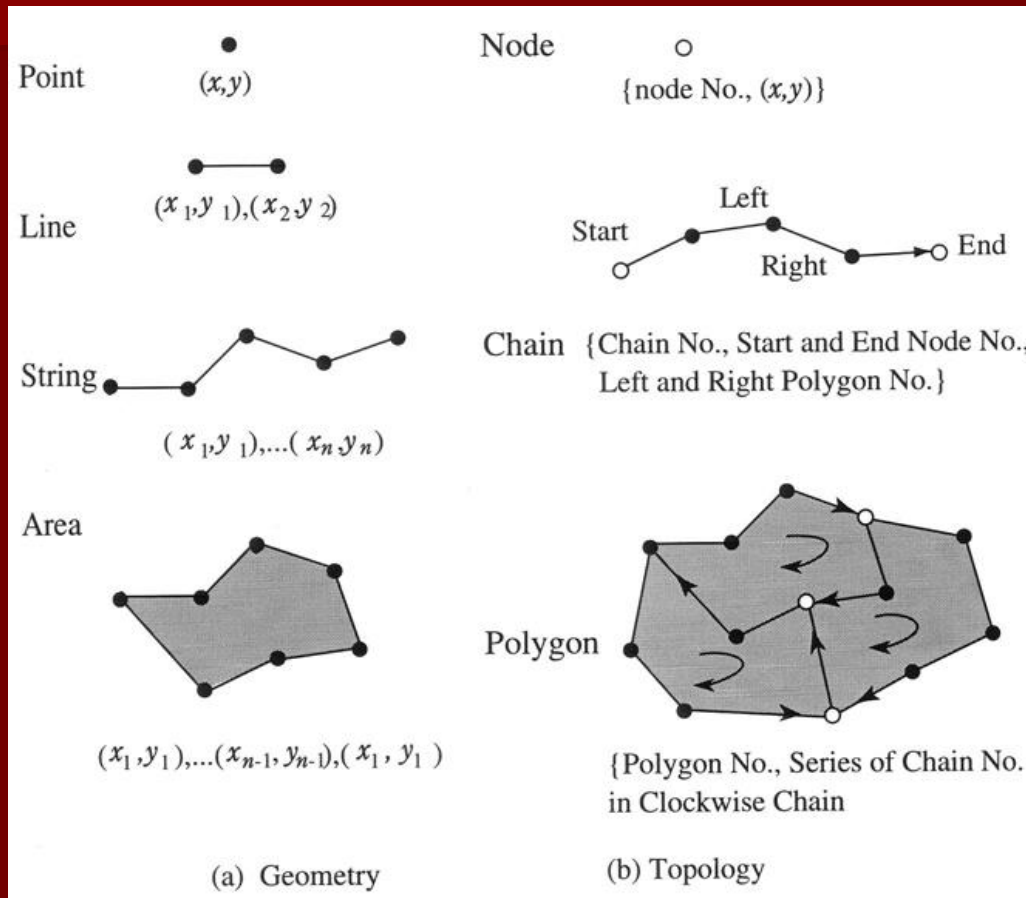 Point
(x,y)
(x1,y1),(x2,y2)
Line
String
(x1,y1),...(xn,yn)
Area
(x1,y1),...(xn-1,yn-1),(x1,y1)
(a) Geometry
Node
{node No., (x,y)}
Left
Start
End
Right
Chain {Chain No., Start and End Node No.,
Left and Right Polygon No.}
Polygon
{Polygon No., Series of Chain No.
in Clockwise Chain
(b) Topology